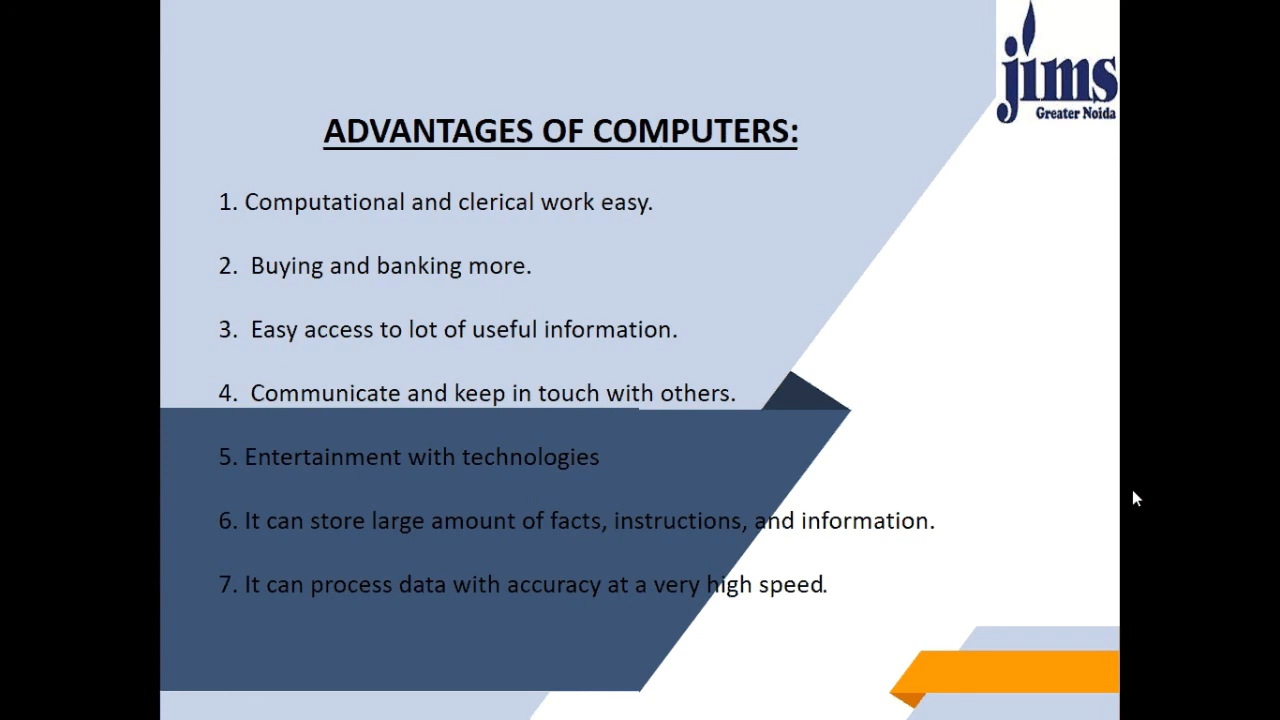 jims
Greater Noida
ADVANTAGES OF COMPUTERS:
1. Computational and clerical work easy.
2. Buying and banking more.
3. Easy access to lot of useful information.
4. Communicate and keep in touch with others.
5. Entertainment with technologies
6. It can store large amount of facts, instructions, and information.
7. It can process data with accuracy at a very high speed.